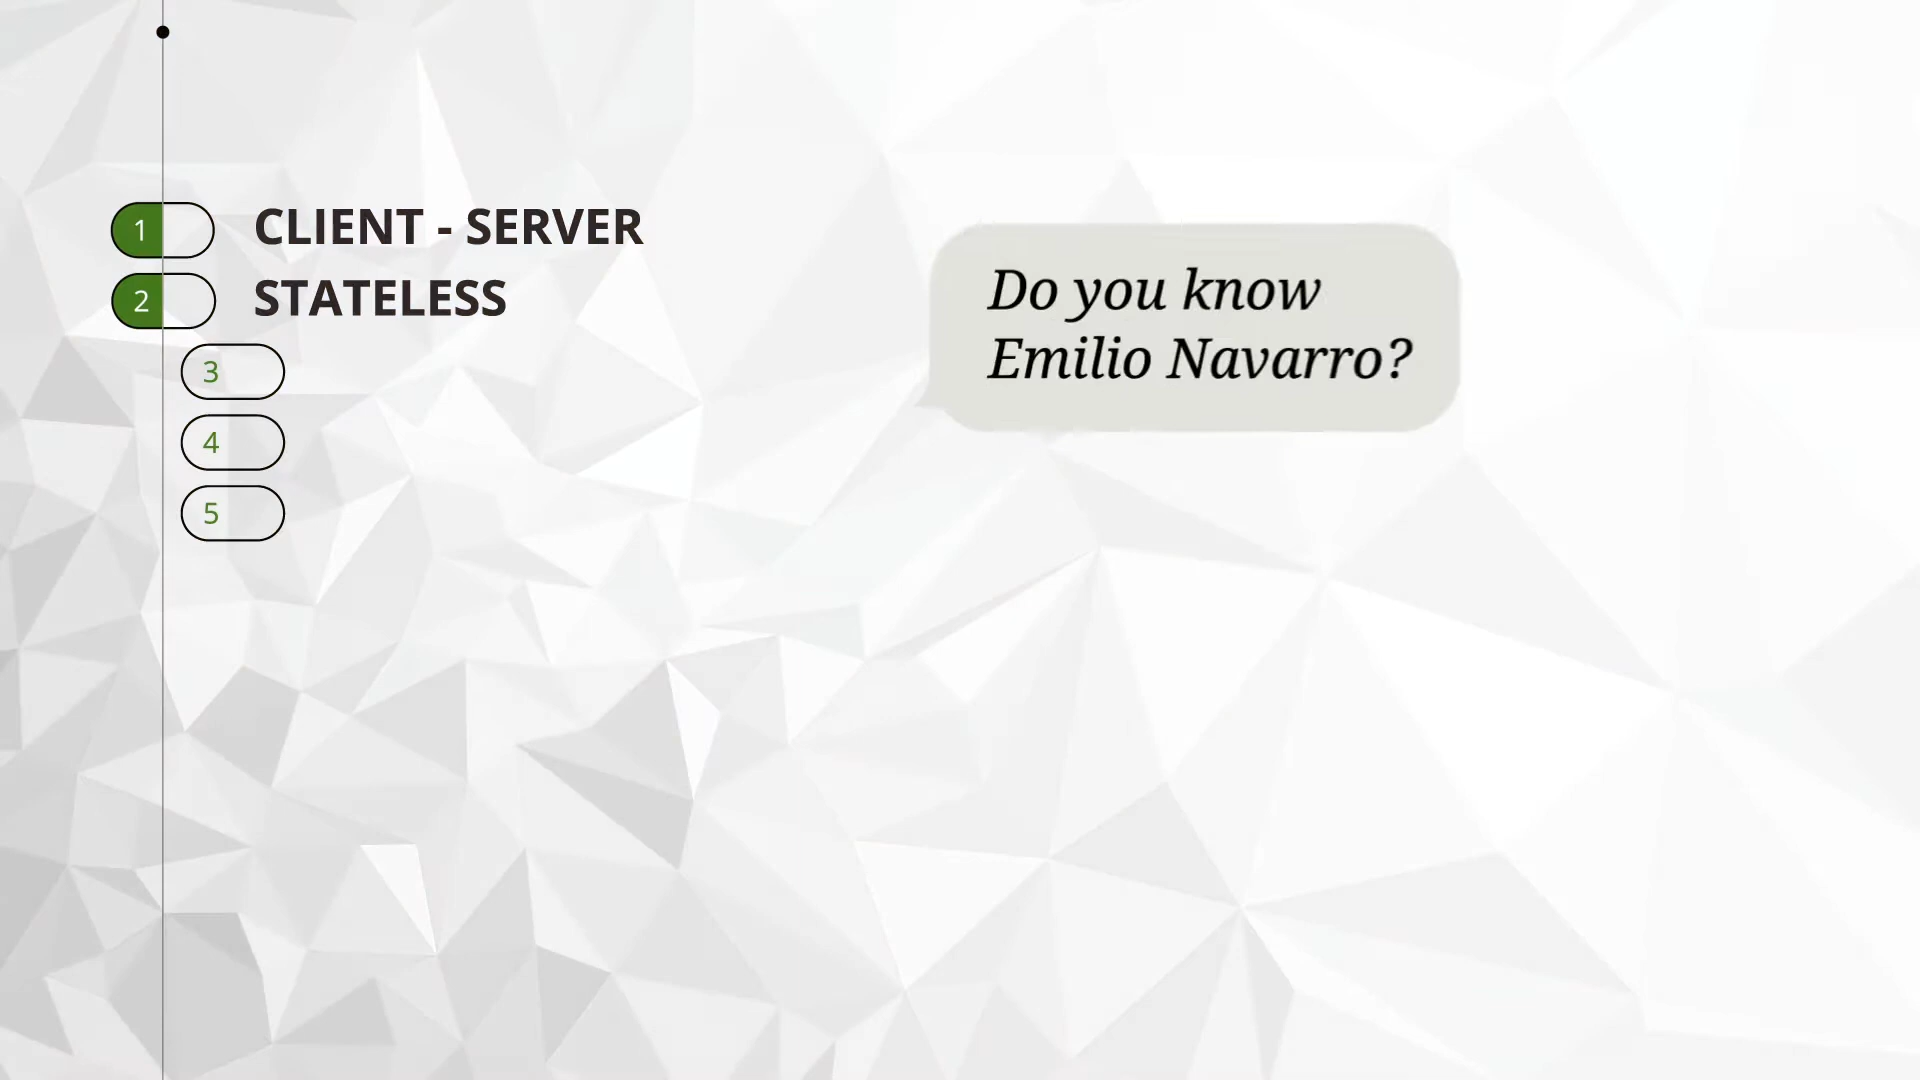 1 CLIENT - SERVER
2 STATELESS
3
4
5
Do you know
Emilio Navarro?